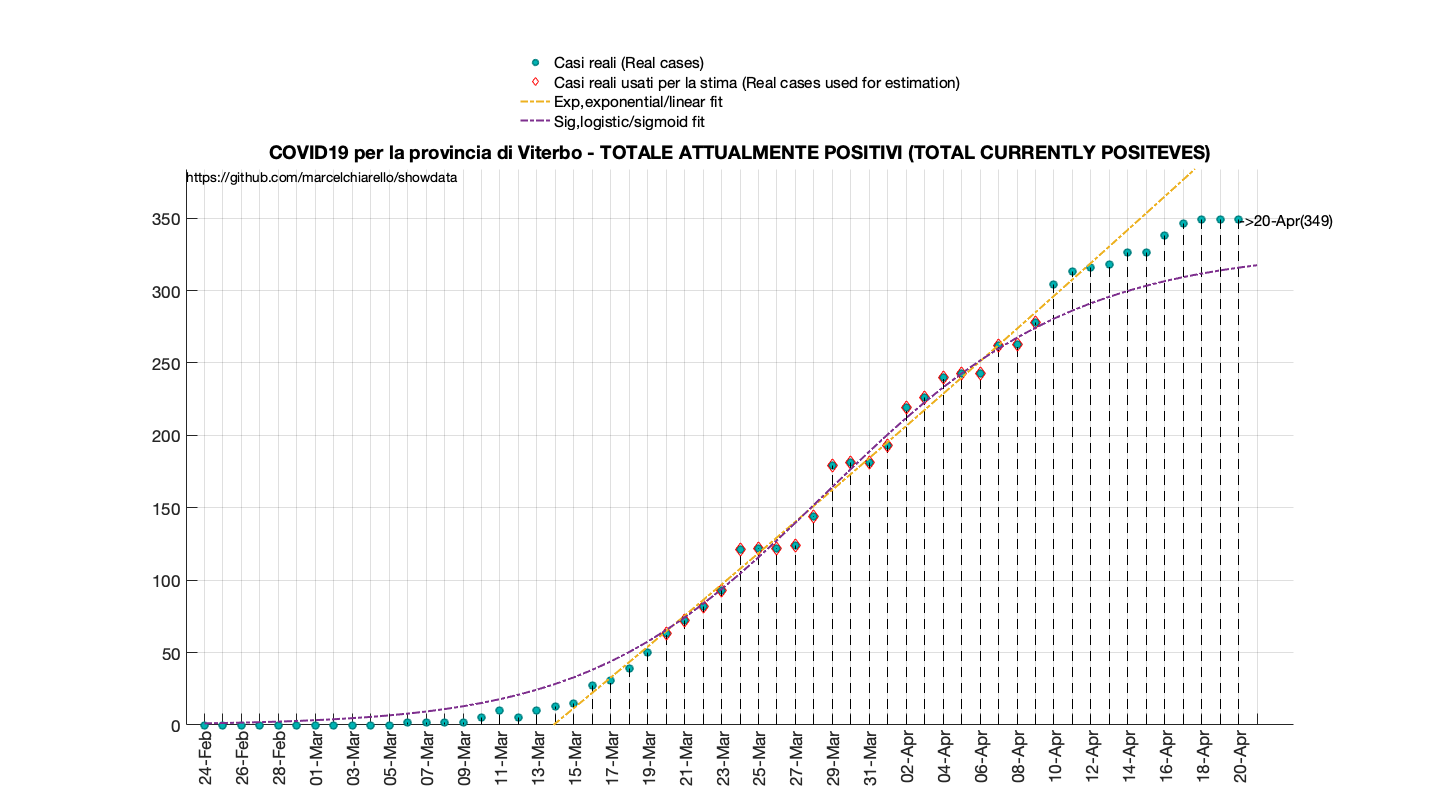 Casi reali (Real cases)
Casi reali usati per la stima (Real cases used for estimation)
Exp,exponential/linear fit
Sig,logistic/sigmoid fit
COVID19 per la provincia di Viterbo - TOTALE ATTUALMENTE POSITIVI (TOTAL CURRENTLY POSITEVES)
https://github.com/marcelchiarello/showdata
350
300
250
200
150
100
50
0
->20-Apr(349)
24-Feb
26-Feb
28-Feb
01-Mar
03-Mar
05-Mar
07-Mar
09-Mar
11-Mar
13-Mar
15-Mar
17-Mar
19-Mar
21-Mar
23-Mar
25-Mar
27-Mar
29-Mar
31-Mar
02-Apr
04-Apr
06-Apr
08-Apr
10-Apr
12-Apr
14-Apr
16-Apr
18-Apr
20-Apr